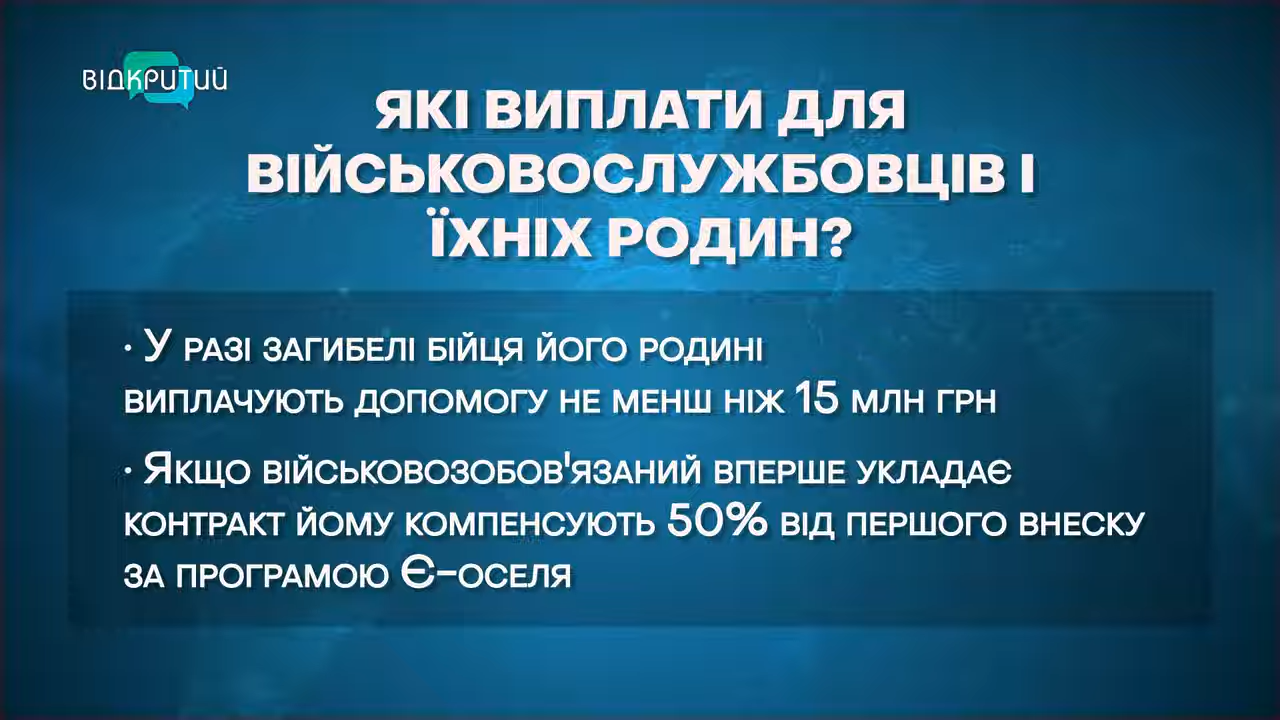 ВІДКРИТИЙ
ЯКІ ВИПЛАТИ ДЛЯ
ВІЙСЬКОВОСЛУЖБОВЦІВ І
ЇХНІХ РОДИН?
· У РАЗІ ЗАГИБЕЛІ БІЙЦЯ ЙОГО РОДИНІ
ВИПЛАЧУЮТЬ ДОПОМОГУ НЕ МЕНШ НІЖ 15 МЛН ГРН
· ЯКЩО ВІЙСЬКОВОЗОБОВ'ЯЗАНИЙ ВПЕРШЕ УКЛАДАЄ
КОНТРАКТ ЙОМУ КОМПЕНСУЮТЬ 50% ВІД ПЕРШОГО ВНЕСКУ
ЗА ПРОГРАМОЮ Є-ОСЕЛЯ